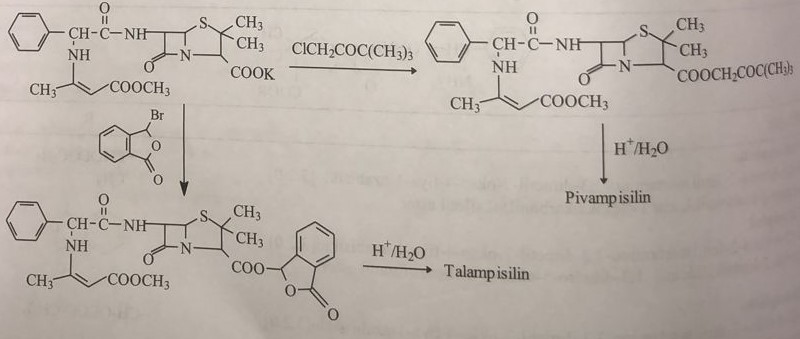 O
CH–C–NH
S
CH₃
CH₃
NH
O
N
COOK
CH₃
COOCH₃
ClCH₂COC(CH₃)₃
O
CH–C–NH
S
CH₃
CH₃
NH
O
N
COOCH₂COC(CH₃)₃
CH₃
COOCH₃
Br
O
O
H⁺/H₂O
Pivampisilin
O
CH–C–NH
S
CH₃
CH₃
NH
O
N
COO
CH₃
COOCH₃
O
O
H⁺/H₂O
Talampisilin